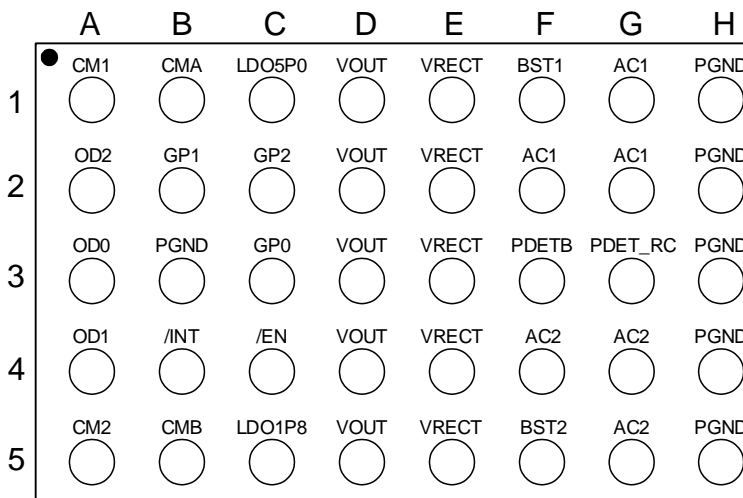 A B C D E F G H
CM1 CMA LDO5P0 VOUT VRECT BST1 AC1 PGND
1
OD2 GP1 GP2 VOUT VRECT AC1 AC1 PGND
2
OD0 PGND GP0 VOUT VRECT PDETB PDET_RC PGND
3
OD1 /INT /EN VOUT VRECT AC2 AC2 PGND
4
CM2 CMB LDO1P8 VOUT VRECT BST2 AC2 PGND
5